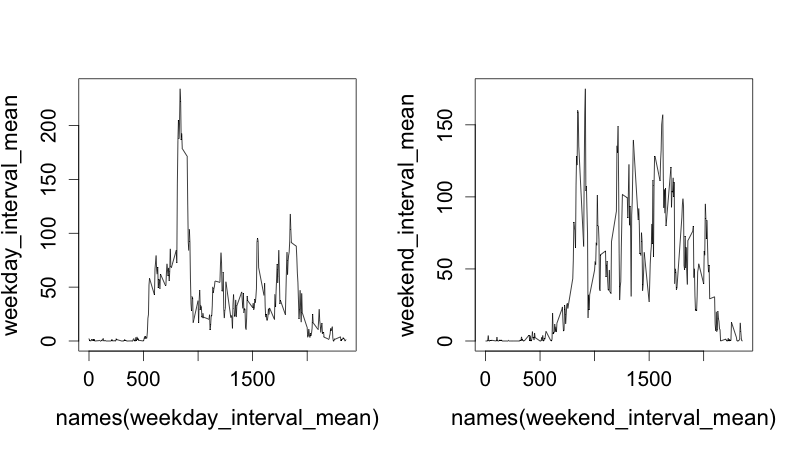 weekday_interval_mean
200
150
100
50
0
0 500 1500
names(weekday_interval_mean)
weekend_interval_mean
150
100
50
0
0 500 1500
names(weekend_interval_mean)